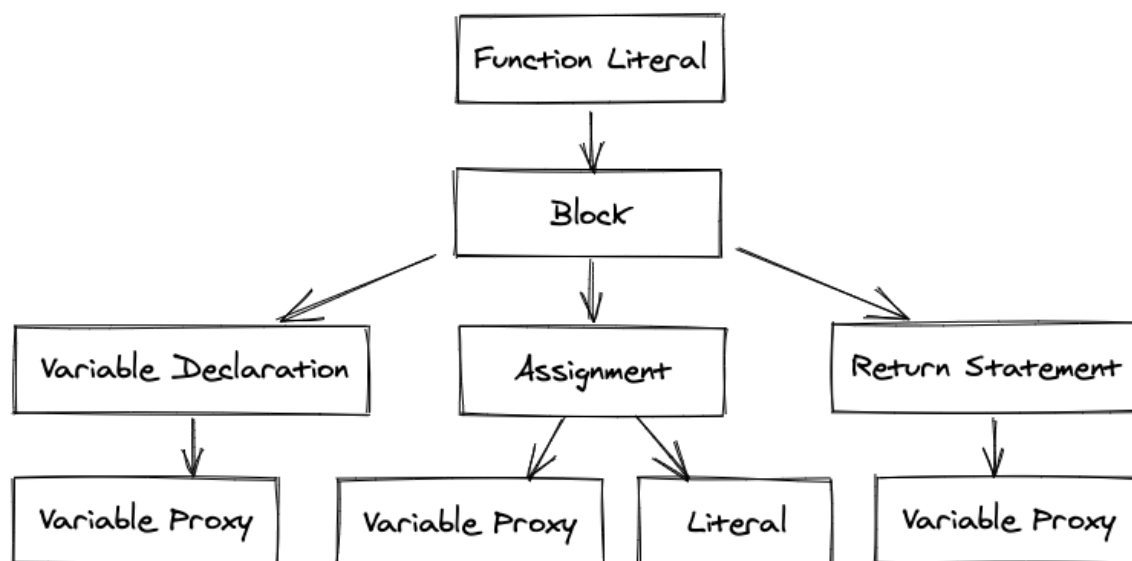 Function Literal
Block
Variable Declaration
Assignment
Return Statement
Variable Proxy
Variable Proxy
Literal
Variable Proxy